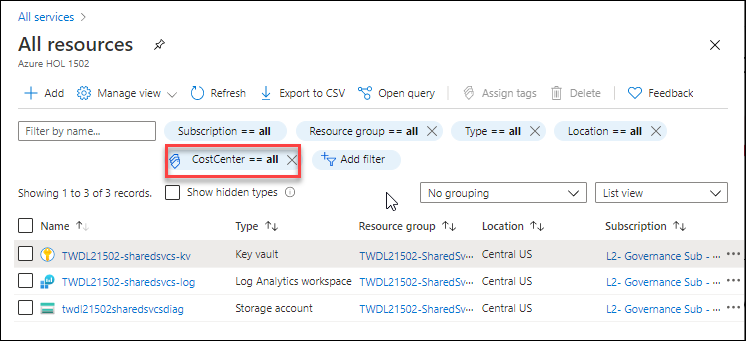 All services >
All resources
Azure HOL 1502
Add Manage view Refresh Export to CSV Open query Assign tags Delete Feedback
Filter by name... Subscription == all Resource group == all Type == all Location == all
CostCenter == all Add filter
Showing 1 to 3 of 3 records. Show hidden types No grouping List view
Name Type Resource group Location Subscription
TWDL21502-sharedsvcs-kv Key vault TWDL21502-SharedSv... Central US L2- Governance Sub - ...
TWDL21502-sharedsvcs-log Log Analytics workspace TWDL21502-SharedSv... Central US L2- Governance Sub - ...
twdl21502sharedsvcsdiag Storage account TWDL21502-SharedSv... Central US L2- Governance Sub - ...